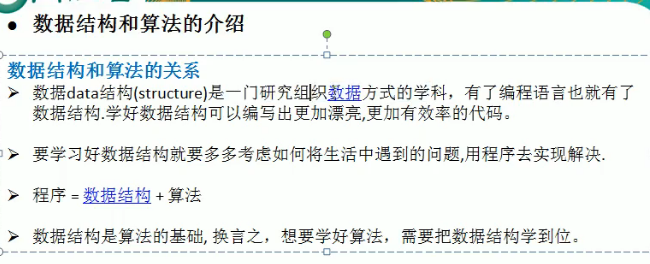 ● 数据结构和算法的介绍
数据结构和算法的关系
➢ 数据data结构(structure)是一门研究组织数据方式的学科，有了编程语言也就有了
数据结构.学好数据结构可以编写出更加漂亮,更加有效率的代码。
➢ 要学习好数据结构就要多多考虑如何将生活中遇到的问题,用程序去实现解决.
➢ 程序 = 数据结构 + 算法
➢ 数据结构是算法的基础, 换言之，想要学好算法，需要把数据结构学到位。